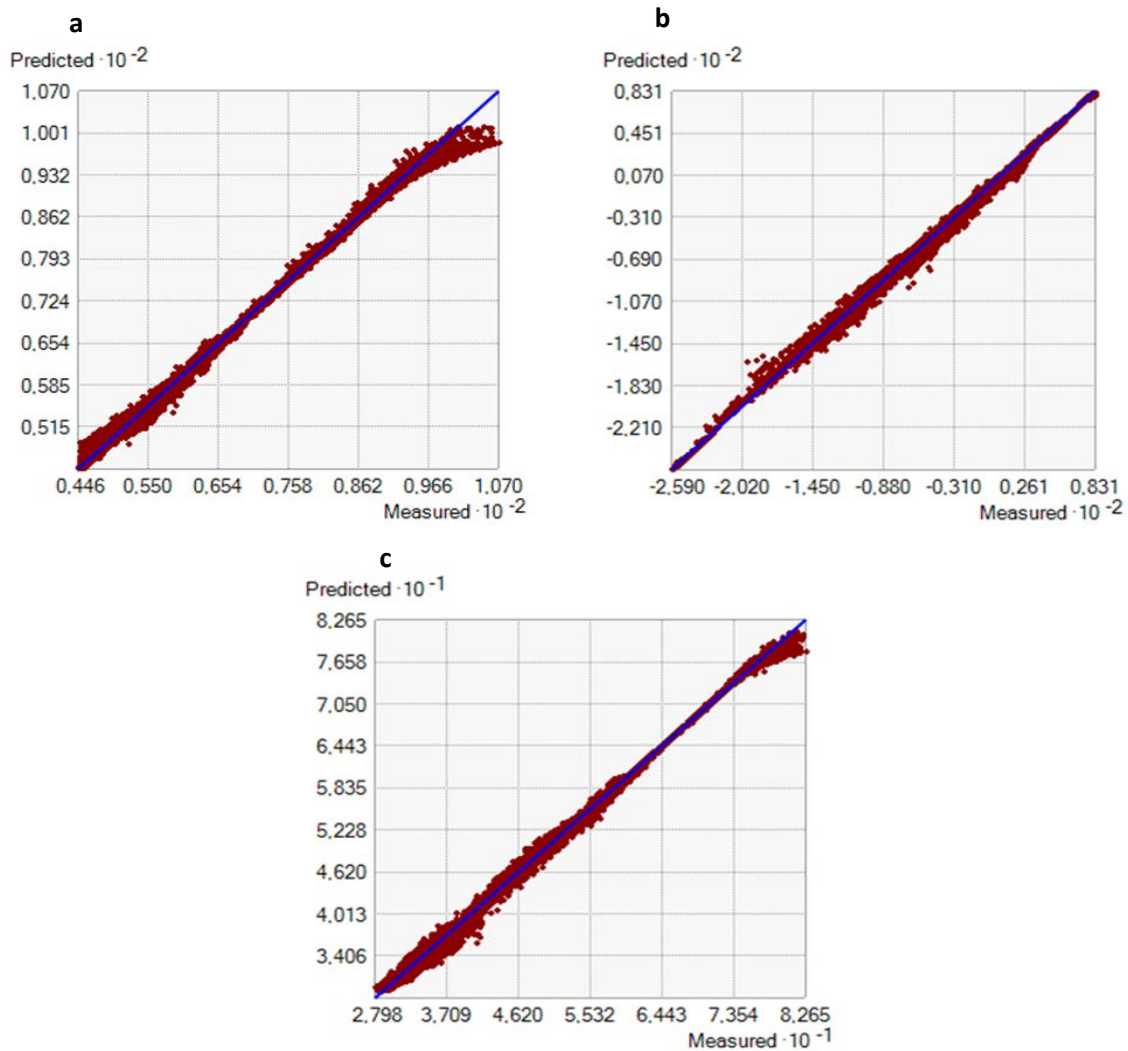 a
Predicted ·10 -2
1,070
1,001
0,932
0,862
0,793
0,724
0,654
0,585
0,515
0,446 0,550 0,654 0,758 0,862 0,966 1,070
Measured ·10 -2
b
Predicted ·10 -2
0,831
0,451
0,070
-0,310
-0,690
-1,070
-1,450
-1,830
-2,210
-2,590 -2,020 -1,450 -0,880 -0,310 0,261 0,831
Measured ·10 -2
c
Predicted ·10 -1
8,265
7,658
7,050
6,443
5,835
5,228
4,620
4,013
3,406
2,798 3,709 4,620 5,532 6,443 7,354 8,265
Measured ·10 -1